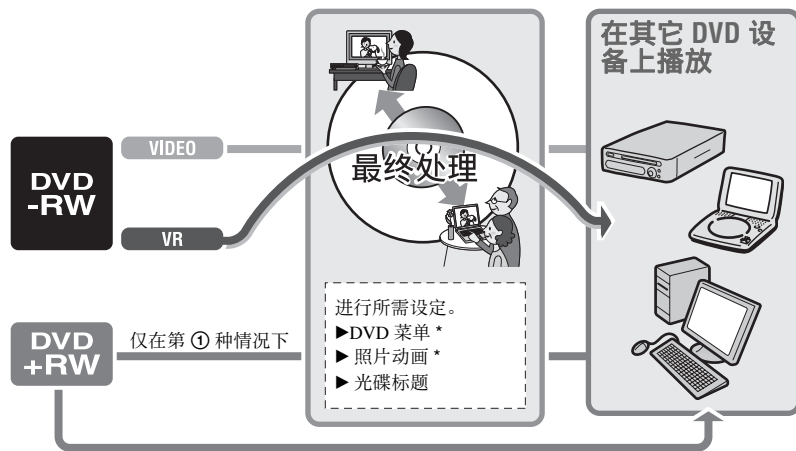 在其它 DVD 设
备上播放
VIDEO
最终处理
DVD
-RW
VR
进行所需设定。
▶DVD 菜单 *
▶ 照片动画 *
▶ 光碟标题
DVD
+RW
仅在第 ① 种情况下